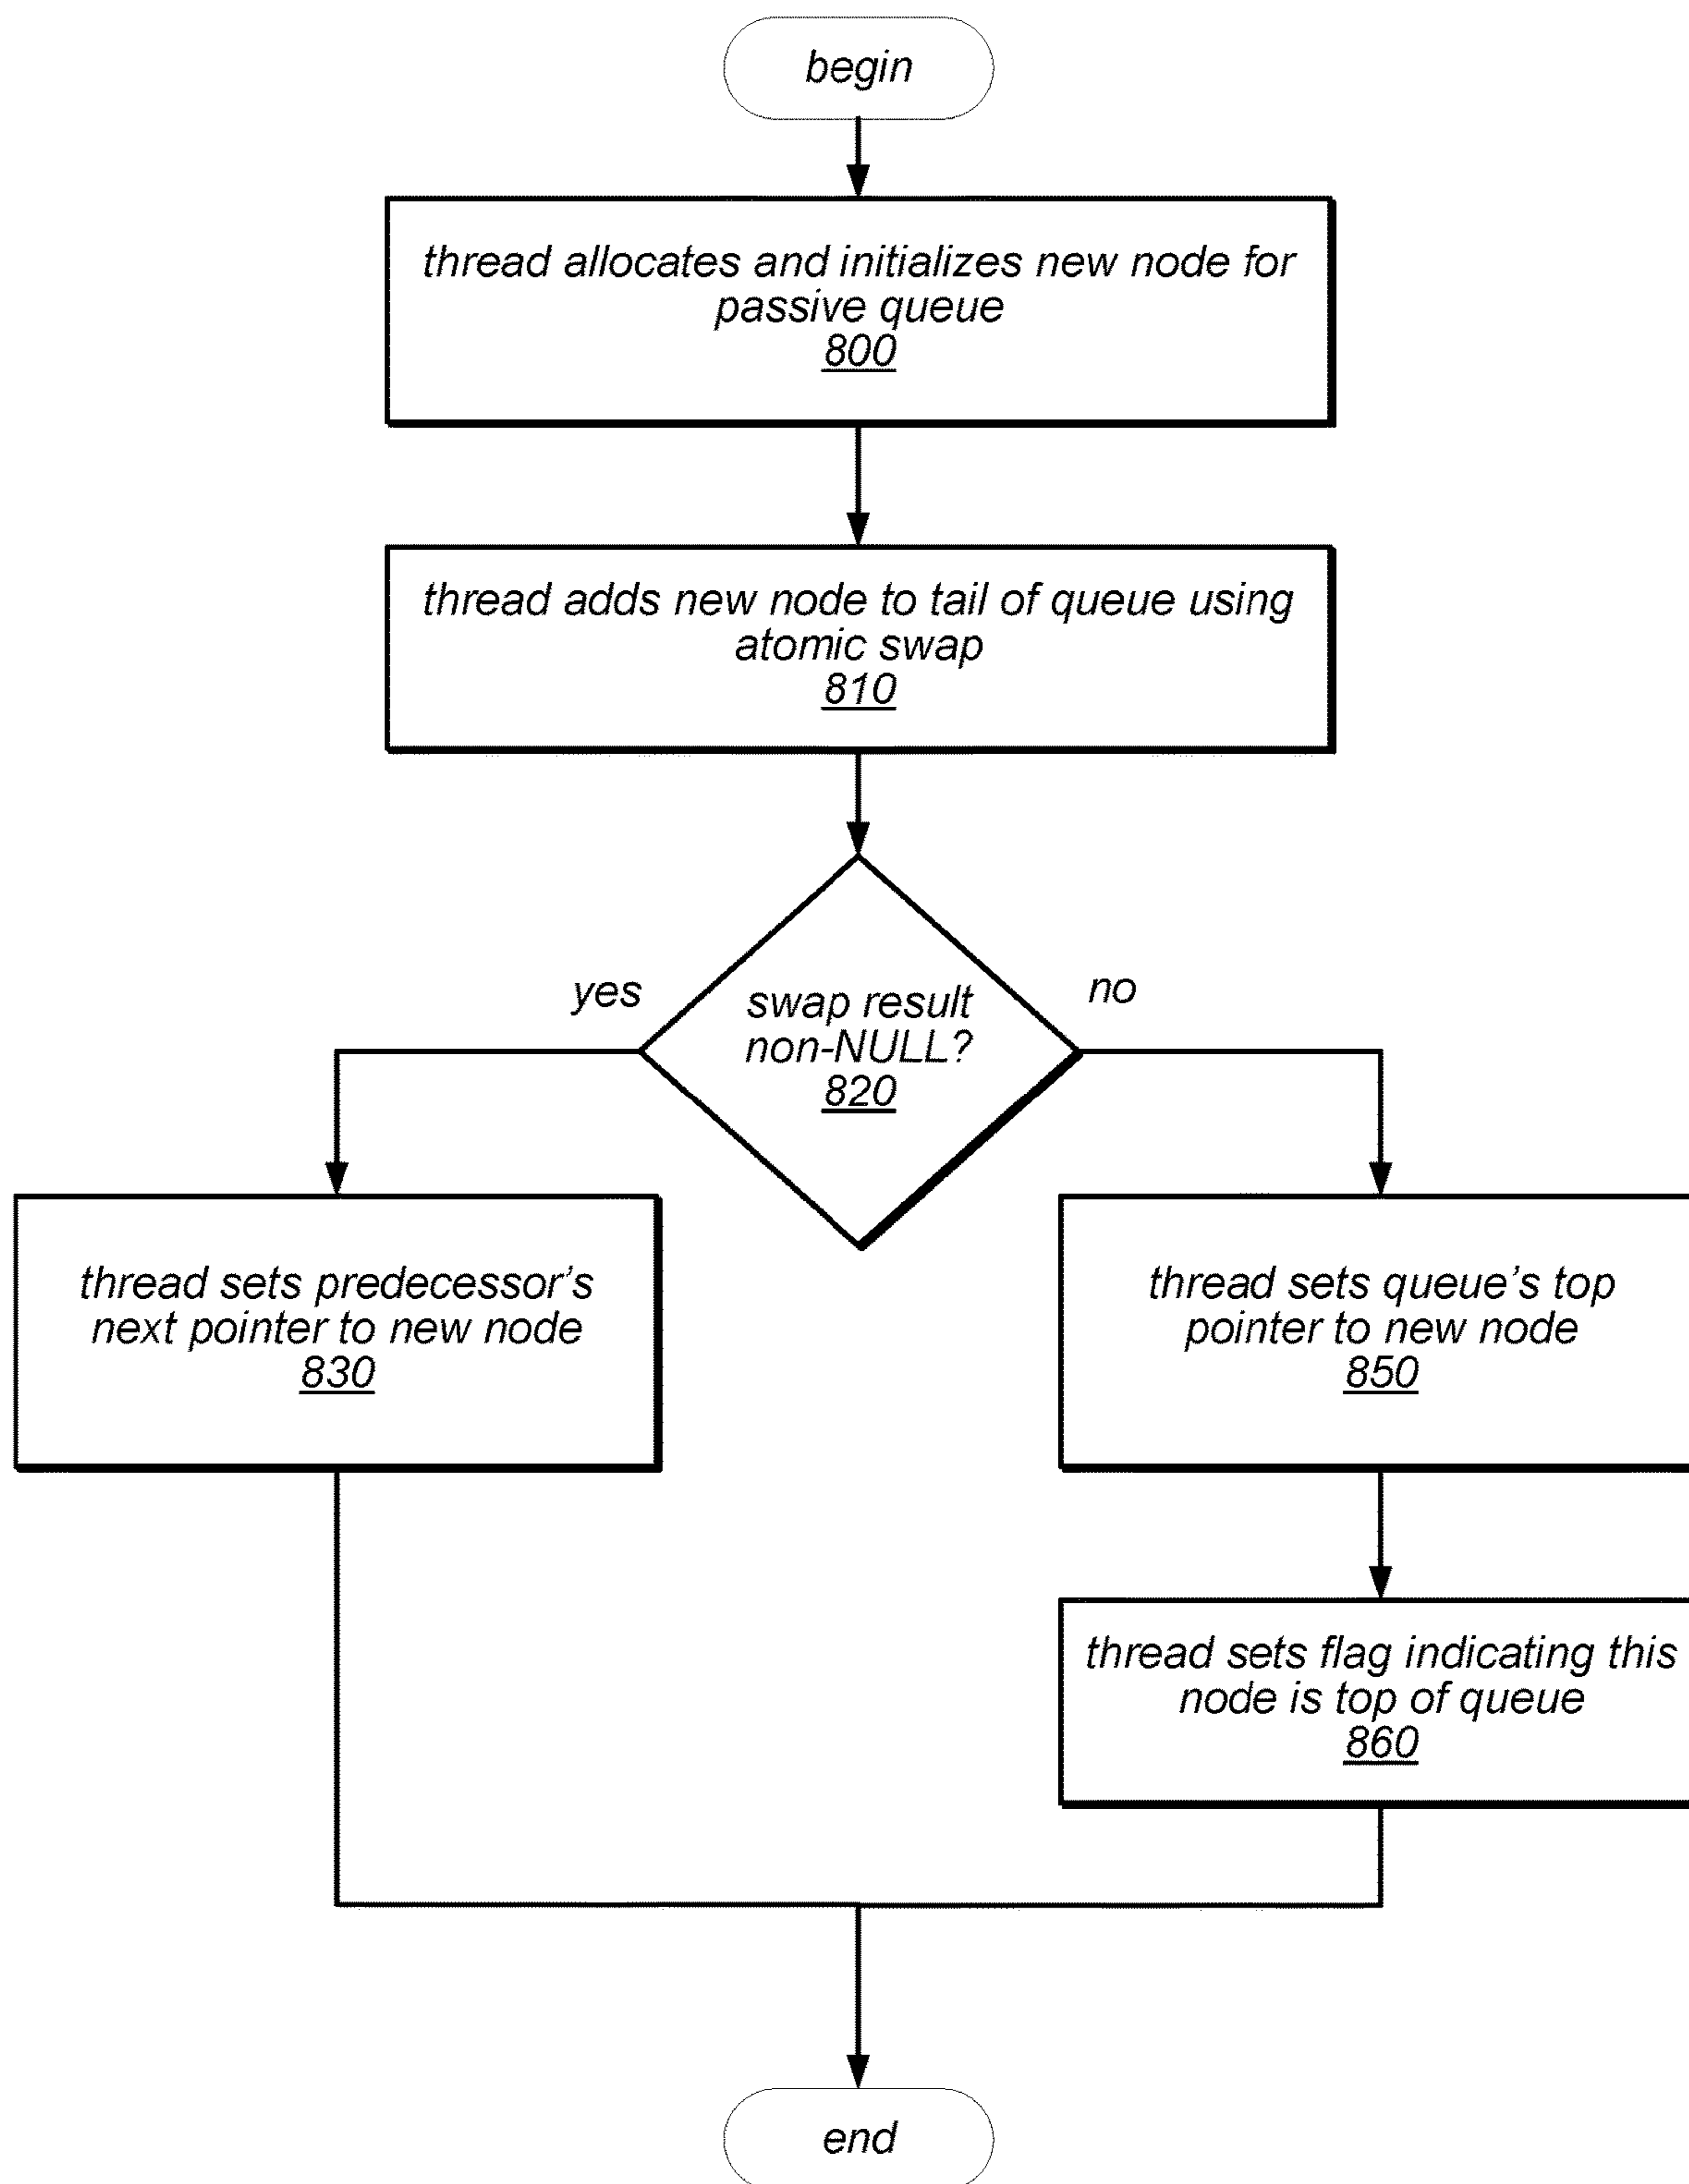 begin
thread allocates and initializes new node for
passive queue
800
thread adds new node to tail of queue using
atomic swap
810
yes
no
swap result
non-NULL?
820
thread sets predecessor's
next pointer to new node
830
thread sets queue's top
pointer to new node
850
thread sets flag indicating this
node is top of queue
860
end